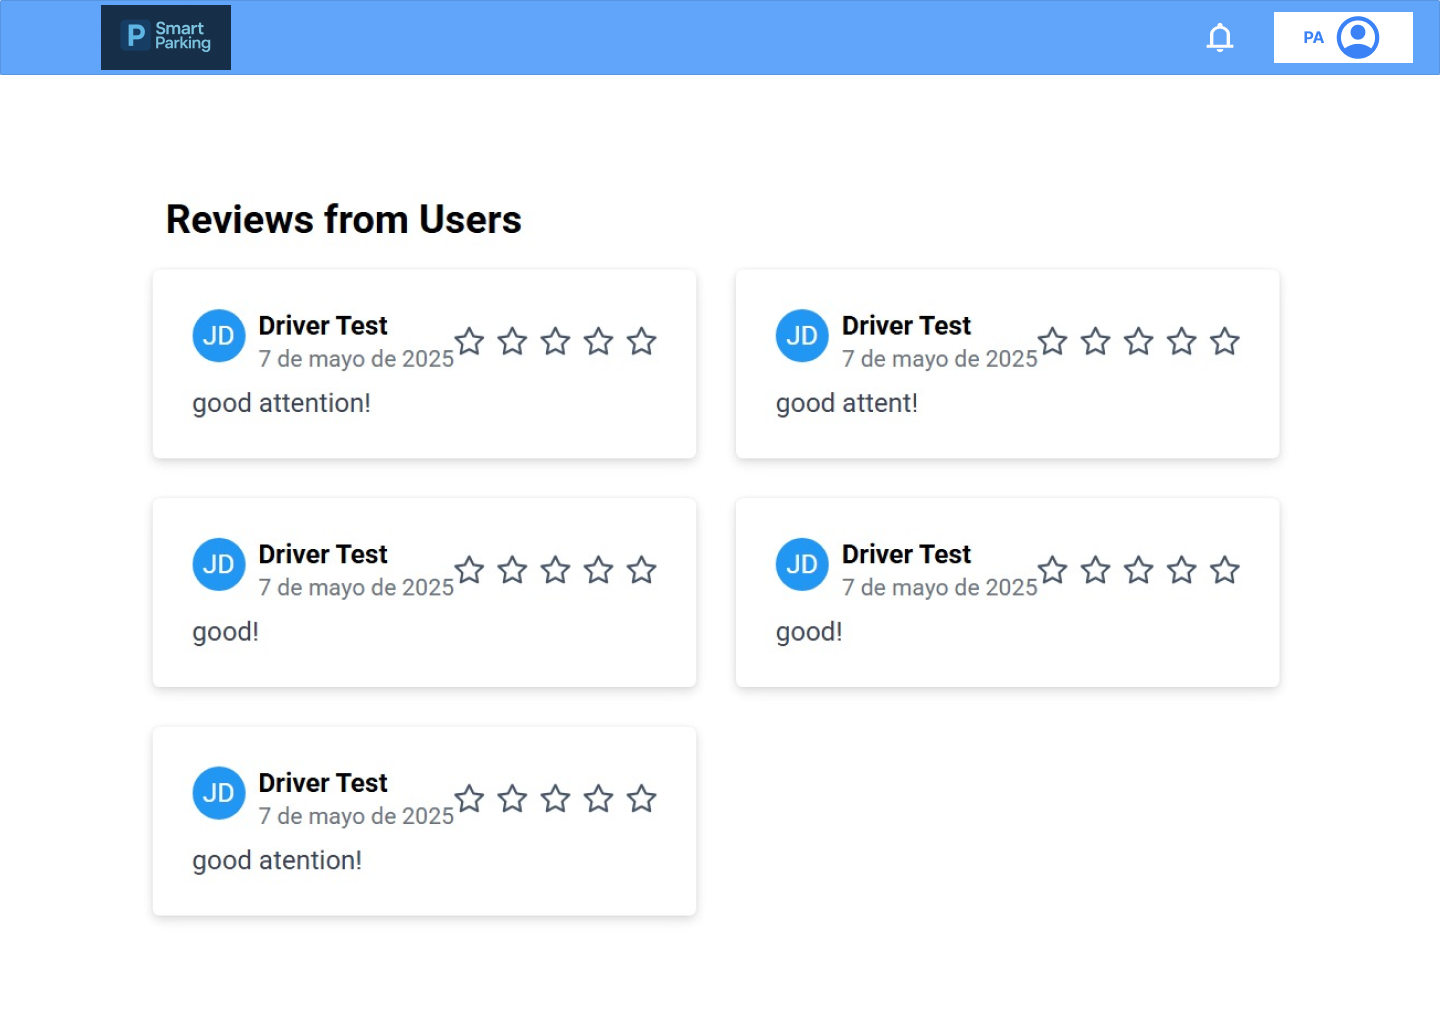 P Smart
Parking
PA
Reviews from Users
JD Driver Test
7 de mayo de 2025
good attention!
JD Driver Test
7 de mayo de 2025
good attent!
JD Driver Test
7 de mayo de 2025
good!
JD Driver Test
7 de mayo de 2025
good!
JD Driver Test
7 de mayo de 2025
good atention!